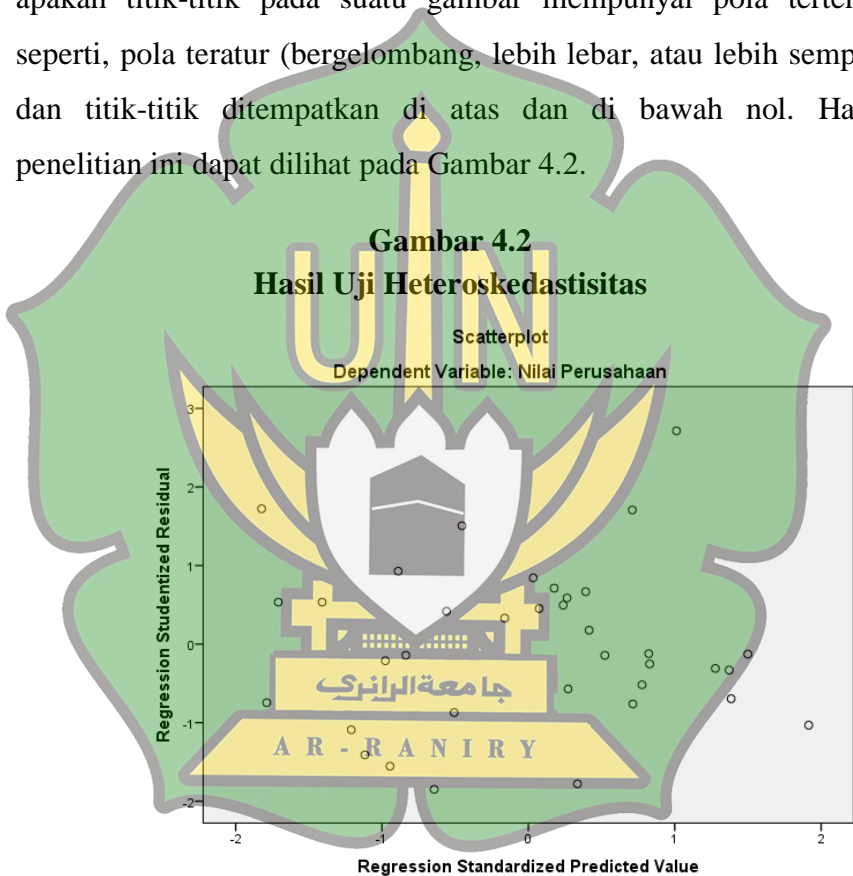 apakah titik-titik pada suatu gambar mempunyai pola
seperti, pola teratur (bergelombang, lebih lebar, atau lebih
dan titik-titik ditempatkan di atas dan di bawah nol.
penelitian ini dapat dilihat pada Gambar 4.2.
Gambar 4.2
Hasil Uji Heteroskedastisitas
UIN
Scatterplot
Dependent Variable: Nilai Perusahaan
Regression Studentized Residual
3
2
1
0
-1
-2
جامعة الرانري
AR-RANIRY
-2 -1 0 1 2
Regression Standardized Predicted Value